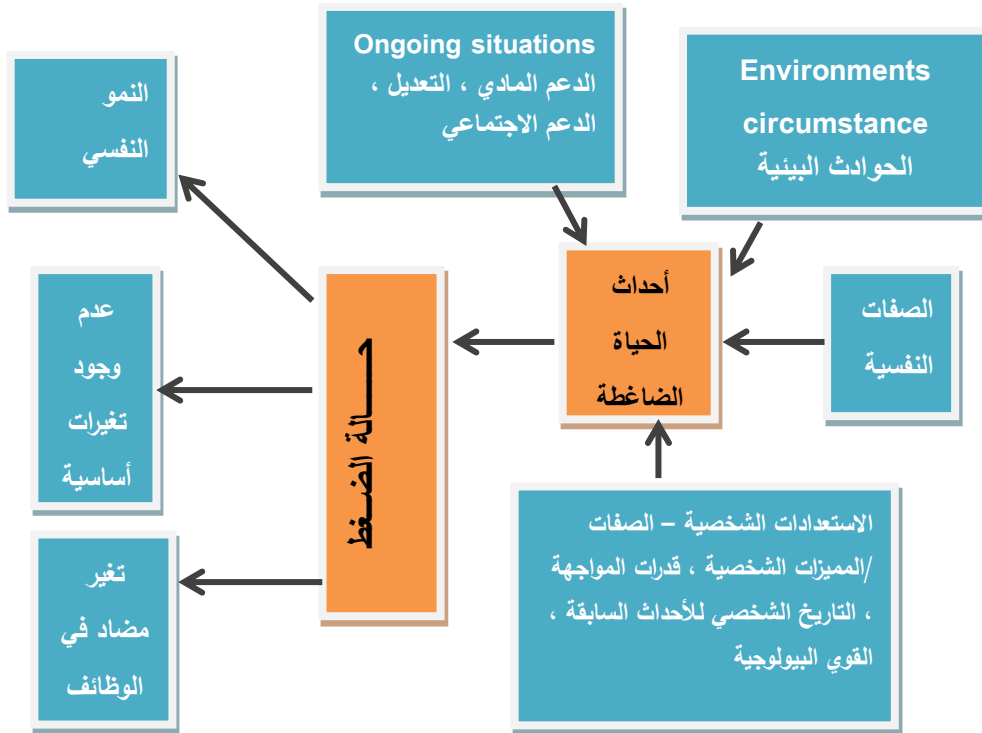 Ongoing situations
الدعم المادي ، التعديل ،
الدعم الاجتماعي
Environments
circumstance
الحوادث البيئية
النمو
النفسي
أحداث
الحياة
الضاغطة
الصفات
النفسية
حــــــالة الضـغط
عدم
وجود
تغيرات
أساسية
الاستعدادات الشخصية – الصفات
/المميزات الشخصية ، قدرات المواجهة
، التاريخ الشخصي للأحداث السابقة ،
القوي البيولوجية
تغير
مضاد في
الوظائف